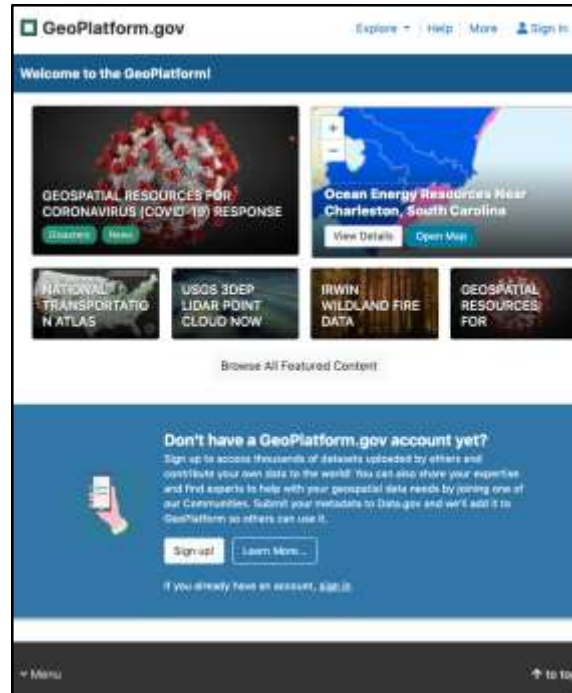 GeoPlatform.gov
Explore Help More Sign In
Welcome to the GeoPlatform!
+
−
GEOSPATIAL RESOURCES FOR
CORONAVIRUS (COVID-19) RESPONSE
Disasters News
Ocean Energy Resources Near
Charleston, South Carolina
View Details Open Map
NATIONAL
TRANSPORTATIO
N ATLAS
USGS 3DEP
LIDAR POINT
CLOUD NOW
IRWIN
WILDLAND FIRE
DATA
GEOSPATIAL
RESOURCES
FOR
Browse All Featured Content
Don't have a GeoPlatform.gov account yet?
Sign up to access thousands of datasets uploaded by others and
contribute your own data to the world! You can also share your expertise
and find experts to help with your geospatial data needs by joining one of
our Communities. Submit your metadata to Data.gov and we'll add it to
GeoPlatform so others can use it.
Sign up! Learn More...
If you already have an account, sign in.
Menu
to top